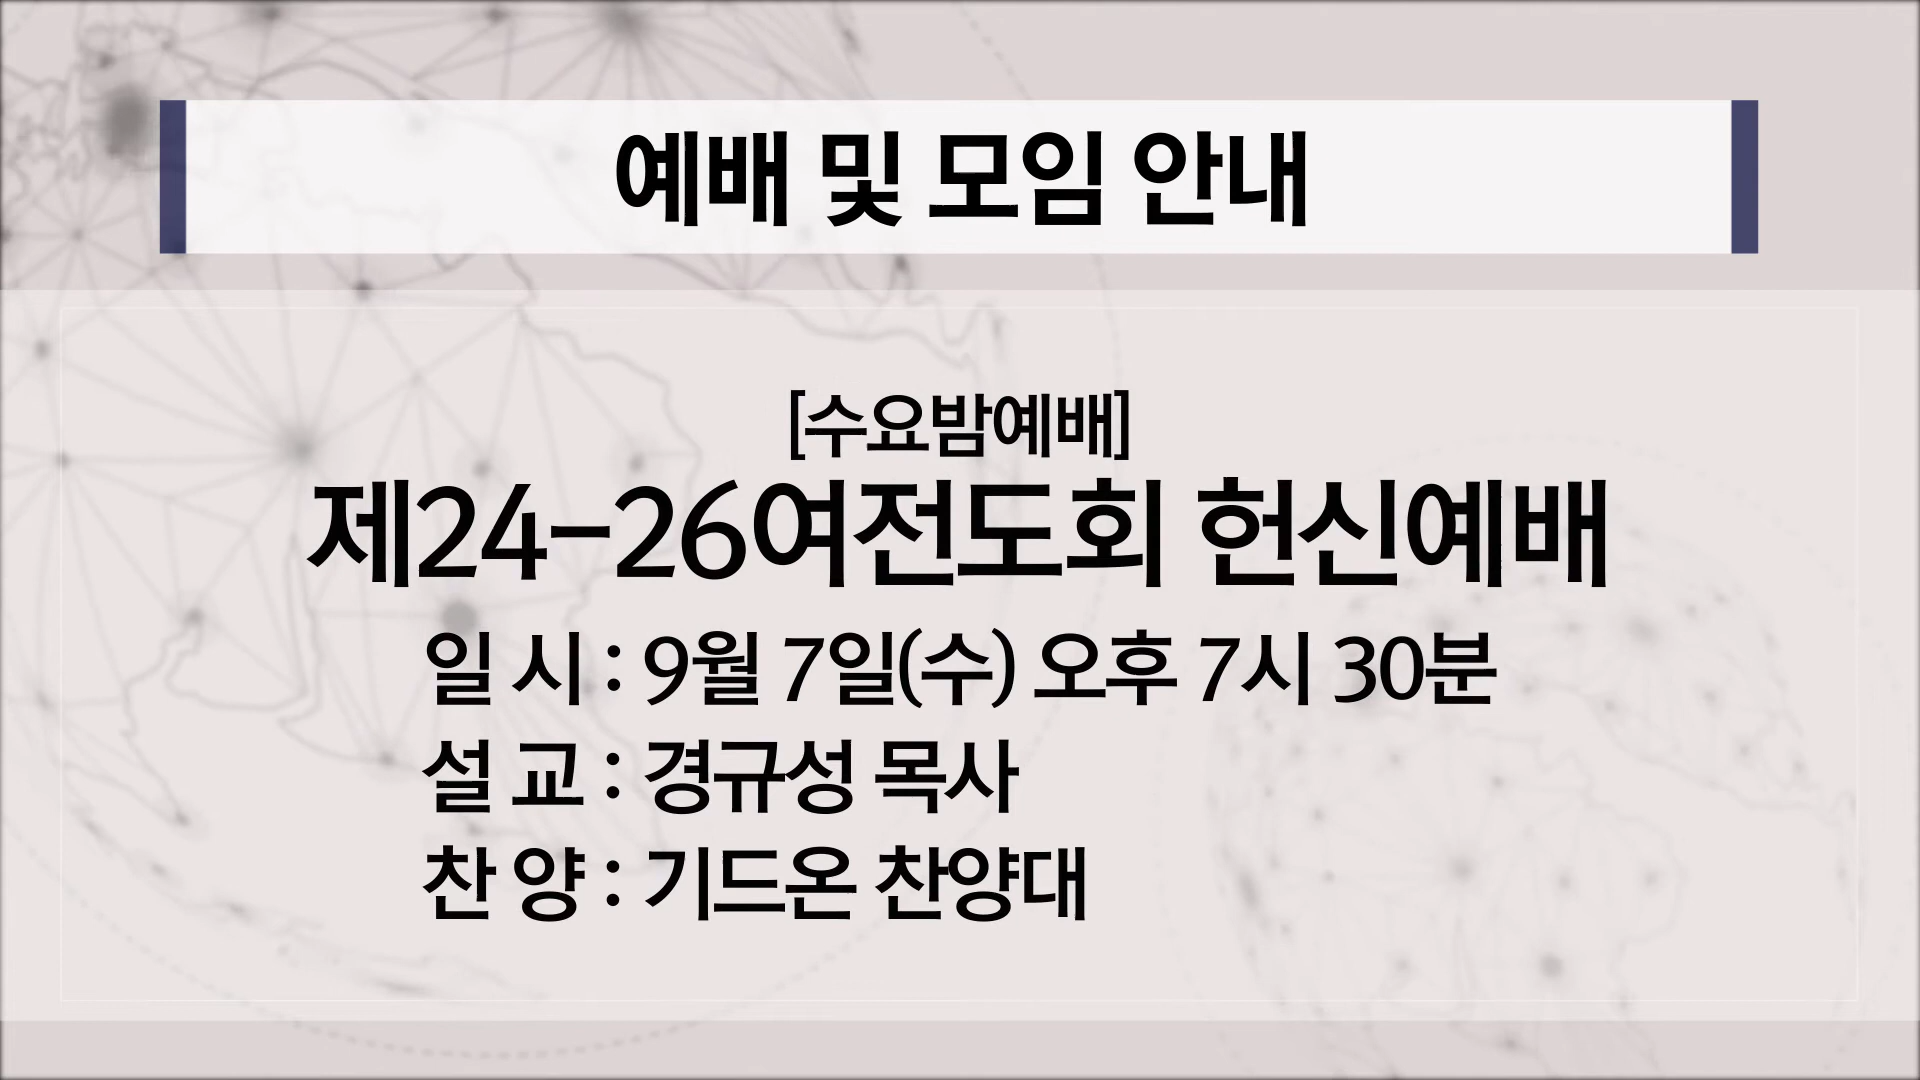 예배 및 모임 안내
[수요밤예배]
제24-26여전도회 헌신예배
일 시 : 9월 7일(수) 오후 7시 30분
설 교 : 경규성 목사
찬 양 : 기드온 찬양대